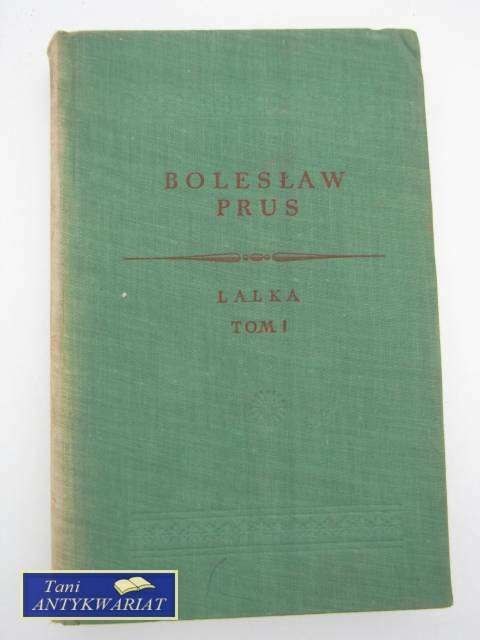 BOLESŁAW
PRUS
LALKA
TOM I
Tani
ANTYKWARIAT